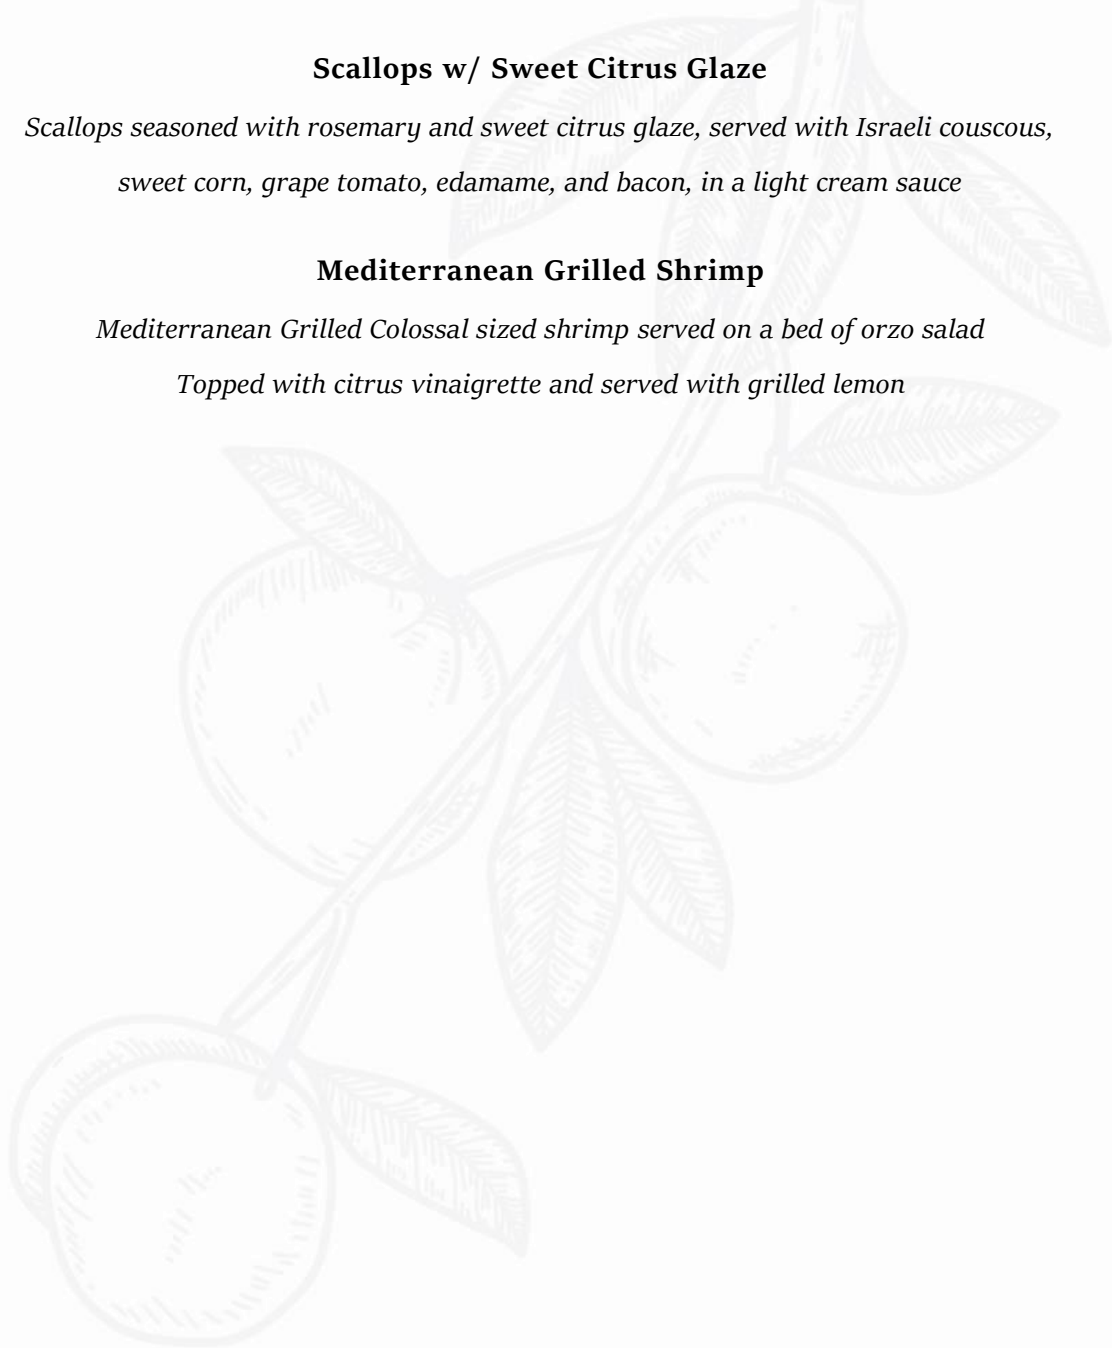 Scallops w/ Sweet Citrus Glaze
Scallops seasoned with rosemary and sweet citrus glaze, served with Israeli couscous,
sweet corn, grape tomato, edamame, and bacon, in a light cream sauce
Mediterranean Grilled Shrimp
Mediterranean Grilled Colossal sized shrimp served on a bed of orzo salad
Topped with citrus vinaigrette and served with grilled lemon